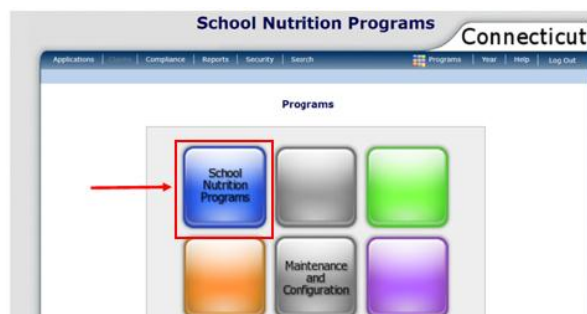 School Nutrition Programs
Connecticut
Applications | Claims | Compliance | Reports | Security | Search
Programs | Year | Help | Log Out
Programs
School
Nutrition
Programs
Maintenance
and
Configuration